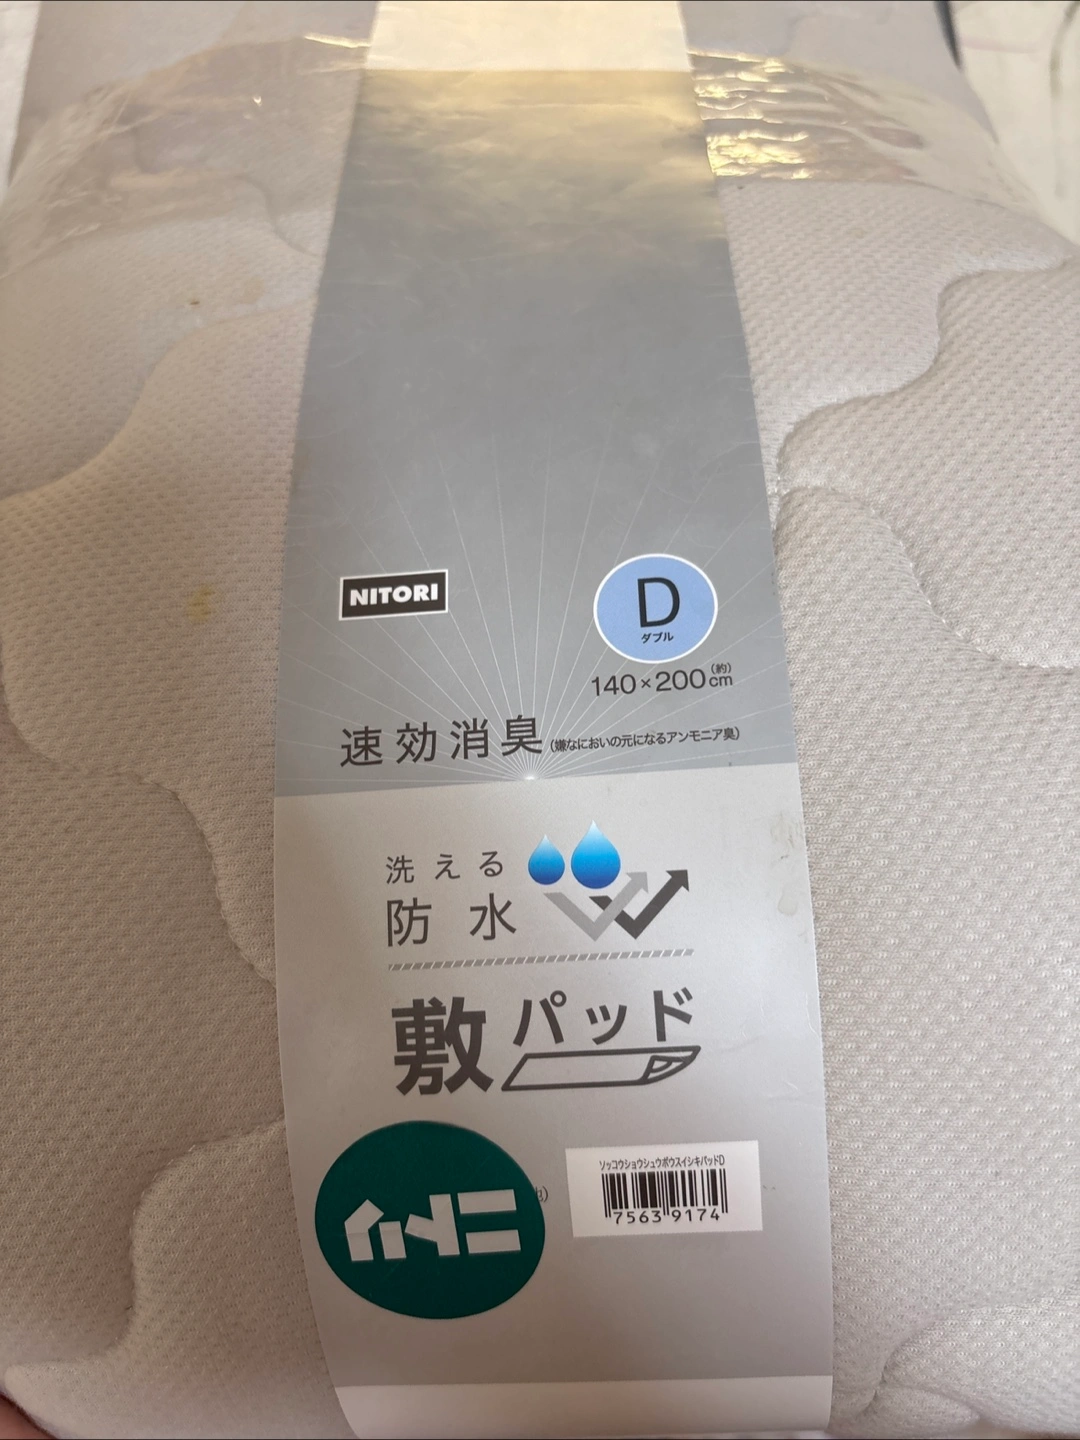 NITORI
D
ダブル
140×200cm(約)
速効消臭(嫌なにおいの元になるアンモニア臭)
洗える
防水
敷パッド
ニトリ
ソッコウショウシュウボウスイシキパッドD
7563 9174